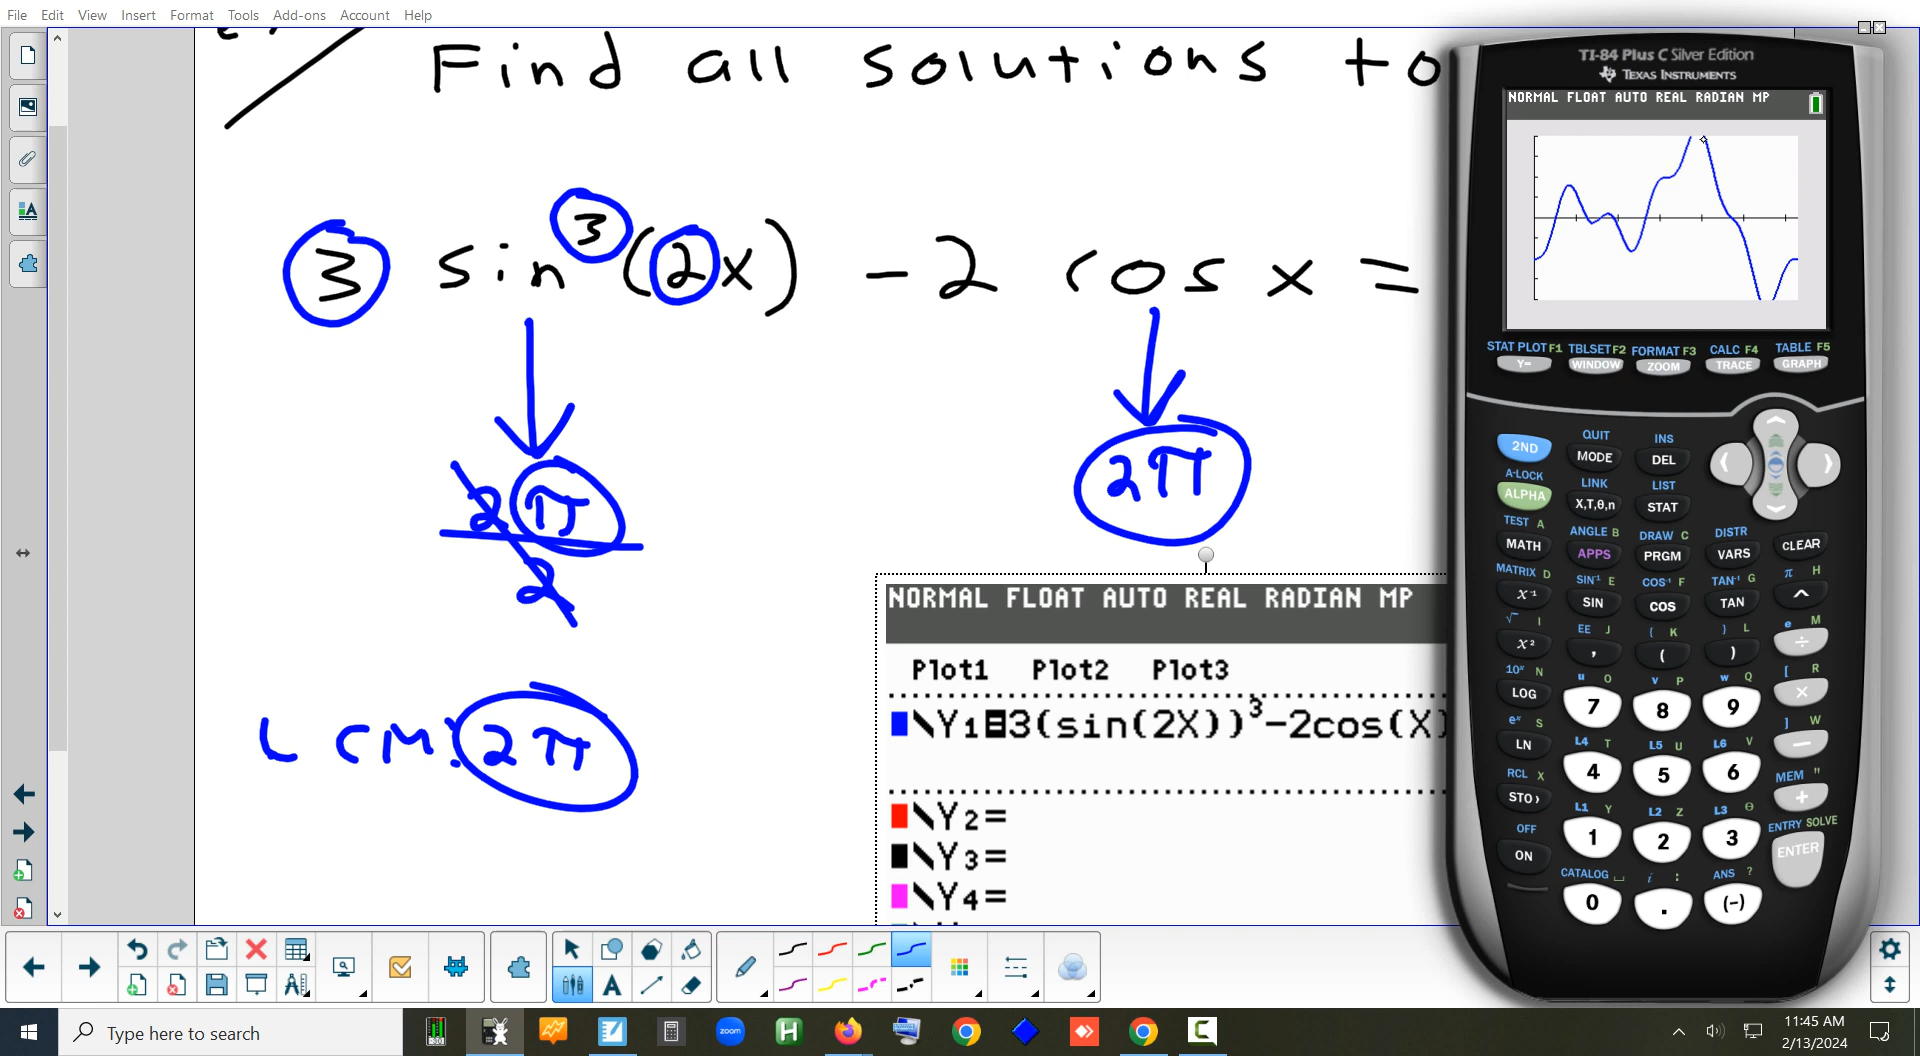 File Edit View Insert Format Tools Add-ons Account Help
Find all solutions to
3 sin³(2x) -2 cos x =
2π
2
2π
LCM: 2π
NORMAL FLOAT AUTO REAL RADIAN MP
Plot1 Plot2 Plot3
\Y1=3(sin(2X))³-2cos(X)
\Y2=
\Y3=
\Y4=
TI-84 Plus C Silver Edition
TEXAS INSTRUMENTS
NORMAL FLOAT AUTO REAL RADIAN MP
STAT PLOT F1 TBLSET F2 FORMAT F3 CALC F4 TABLE F5
Y= WINDOW ZOOM TRACE GRAPH
QUIT INS
2ND MODE DEL
A-LOCK LINK LIST
ALPHA X,T,θ,n STAT
TEST A ANGLE B DRAW C DISTR
MATH APPS PRGM VARS CLEAR
MATRIX D SIN⁻¹ E COS⁻¹ F TAN⁻¹ G π H
X⁻¹ SIN COS TAN ^
√ I EE J { K } L e M
X² , ( ) ÷
10ˣ N u O v P w Q [ R
LOG 7 8 9 ×
eˣ S L4 T L5 U L6 V ] W
LN 4 5 6 −
RCL X L1 Y L2 Z L3 θ MEM "
STO› 1 2 3 +
OFF CATALOG ⎵ i : ANS ? ENTRY SOLVE
ON 0 . (-) ENTER
Type here to search
zoom
H
C
11:45 AM
2/13/2024